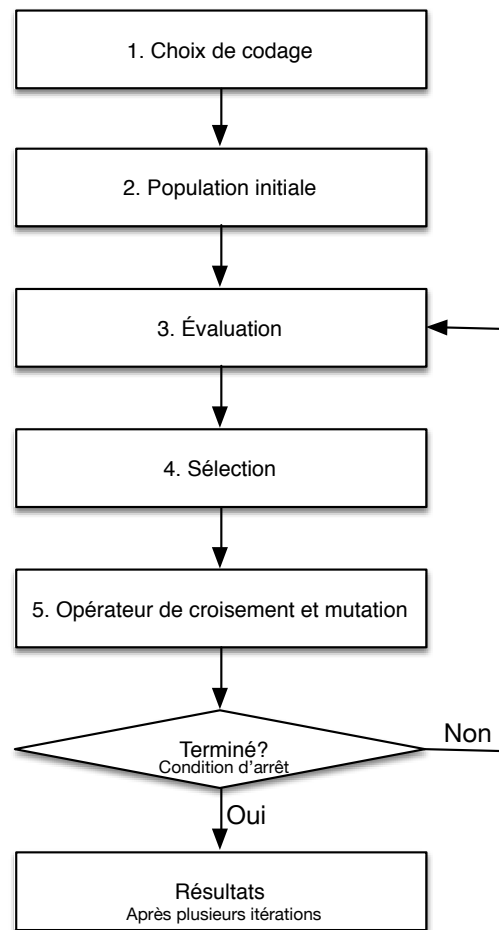 1. Choix de codage
2. Population initiale
3. Évaluation
4. Sélection
5. Opérateur de croisement et mutation
Terminé?
Condition d'arrêt
Non
Oui
Résultats
Après plusieurs itérations